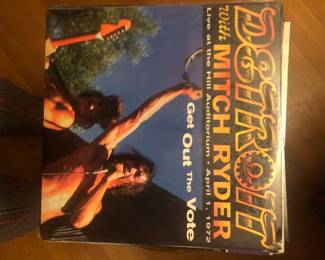 DETROIT
with MITCH RYDER
Live at the Hill Auditorium - April 1, 1972
Get Out The Vote